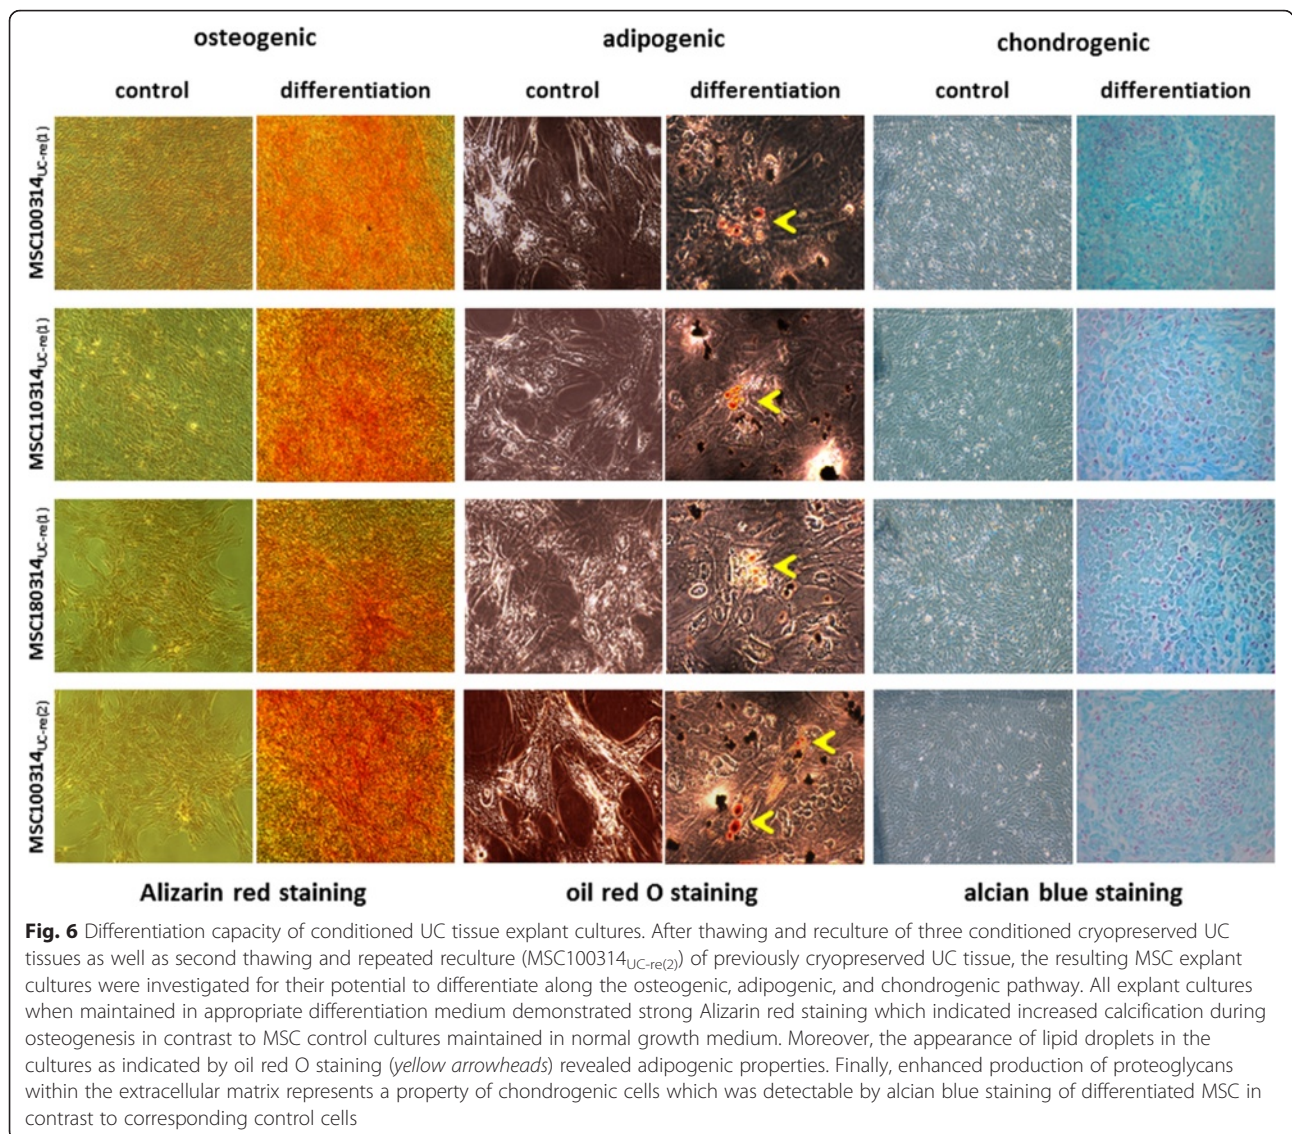 osteogenic adipogenic chondrogenic
control differentiation control differentiation control differentiation
MSC100314UC-re(1)
MSC110314UC-re(1)
MSC180314UC-re(1)
MSC100314UC-re(2)
Alizarin red staining oil red O staining alcian blue staining
Fig. 6 Differentiation capacity of conditioned UC tissue explant cultures. After thawing and reculture of three conditioned cryopreserved UC
tissues as well as second thawing and repeated reculture (MSC100314UC-re(2)) of previously cryopreserved UC tissue, the resulting MSC explant
cultures were investigated for their potential to differentiate along the osteogenic, adipogenic, and chondrogenic pathway. All explant cultures
when maintained in appropriate differentiation medium demonstrated strong Alizarin red staining which indicated increased calcification during
osteogenesis in contrast to MSC control cultures maintained in normal growth medium. Moreover, the appearance of lipid droplets in the
cultures as indicated by oil red O staining (yellow arrowheads) revealed adipogenic properties. Finally, enhanced production of proteoglycans
within the extracellular matrix represents a property of chondrogenic cells which was detectable by alcian blue staining of differentiated MSC in
contrast to corresponding control cells